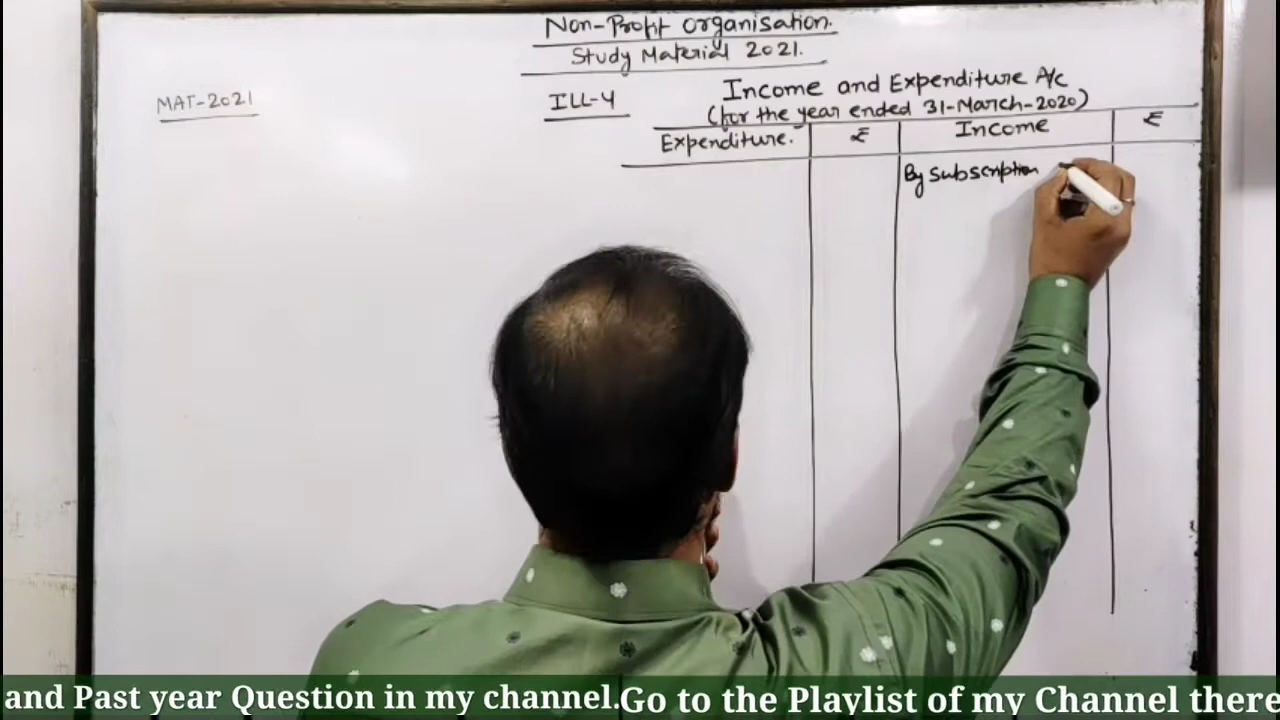 Non-Profit Organisation.
Study Material 2021.
MAT-2021
ILL-4
Income and Expenditure A/c
(for the year ended 31-March-2020)
Expenditure. ₹ Income ₹
By Subscription
and Past year Question in my channel. Go to the Playlist of my Channel there